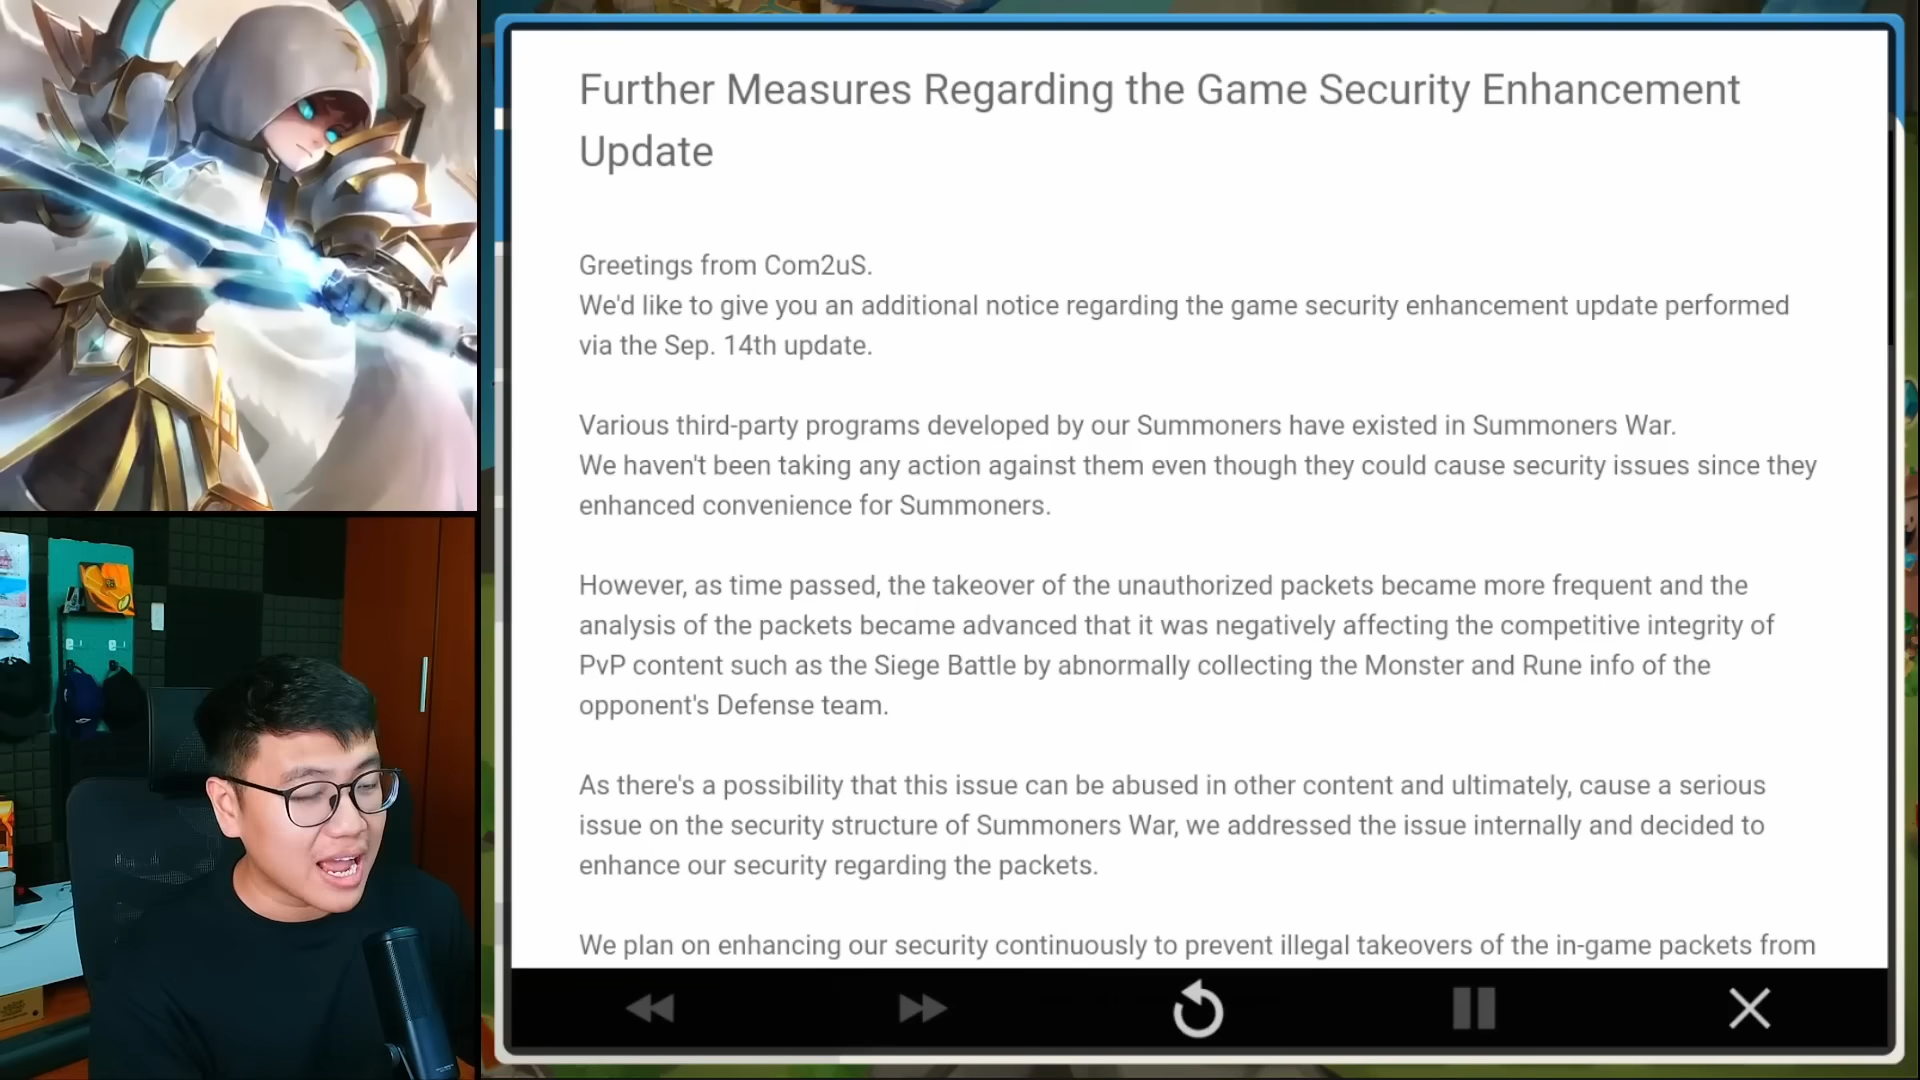 Further Measures Regarding the Game Security Enhancement
Update
Greetings from Com2uS.
We'd like to give you an additional notice regarding the game security enhancement update performed
via the Sep. 14th update.
Various third-party programs developed by our Summoners have existed in Summoners War.
We haven't been taking any action against them even though they could cause security issues since they
enhanced convenience for Summoners.
However, as time passed, the takeover of the unauthorized packets became more frequent and the
analysis of the packets became advanced that it was negatively affecting the competitive integrity of
PvP content such as the Siege Battle by abnormally collecting the Monster and Rune info of the
opponent's Defense team.
As there's a possibility that this issue can be abused in other content and ultimately, cause a serious
issue on the security structure of Summoners War, we addressed the issue internally and decided to
enhance our security regarding the packets.
We plan on enhancing our security continuously to prevent illegal takeovers of the in-game packets from